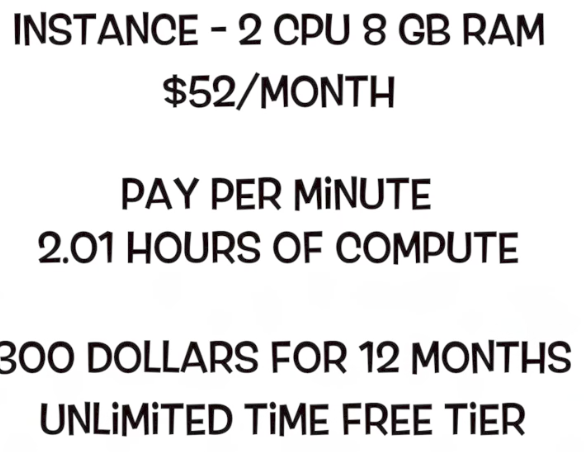 INSTANCE - 2 CPU 8 GB RAM
$52/MONTH
PAY PER MiNUTE
2.01 HOURS OF COMPUTE
300 DOLLARS FOR 12 MONTHS
UNLiMiTED TiME FREE TiER